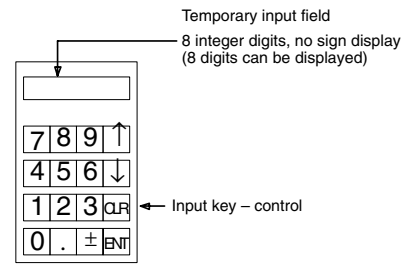 Temporary input field
8 integer digits, no sign display
(8 digits can be displayed)
7 8 9 ↑
4 5 6 ↓
1 2 3 CLR
Input key – control
0 . ± ENT